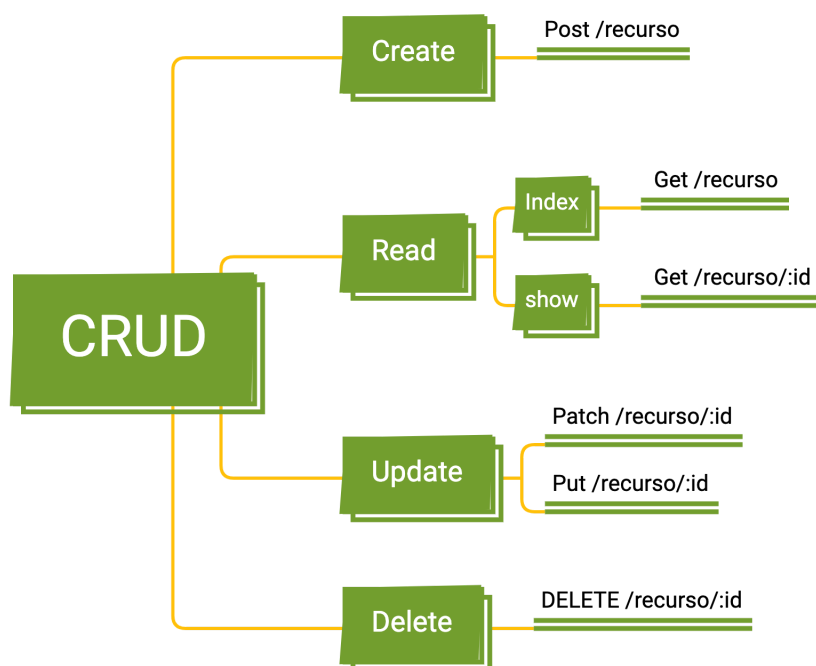 CRUD
Create
Post /recurso
Read
Index
Get /recurso
show
Get /recurso/:id
Update
Patch /recurso/:id
Put /recurso/:id
Delete
DELETE /recurso/:id